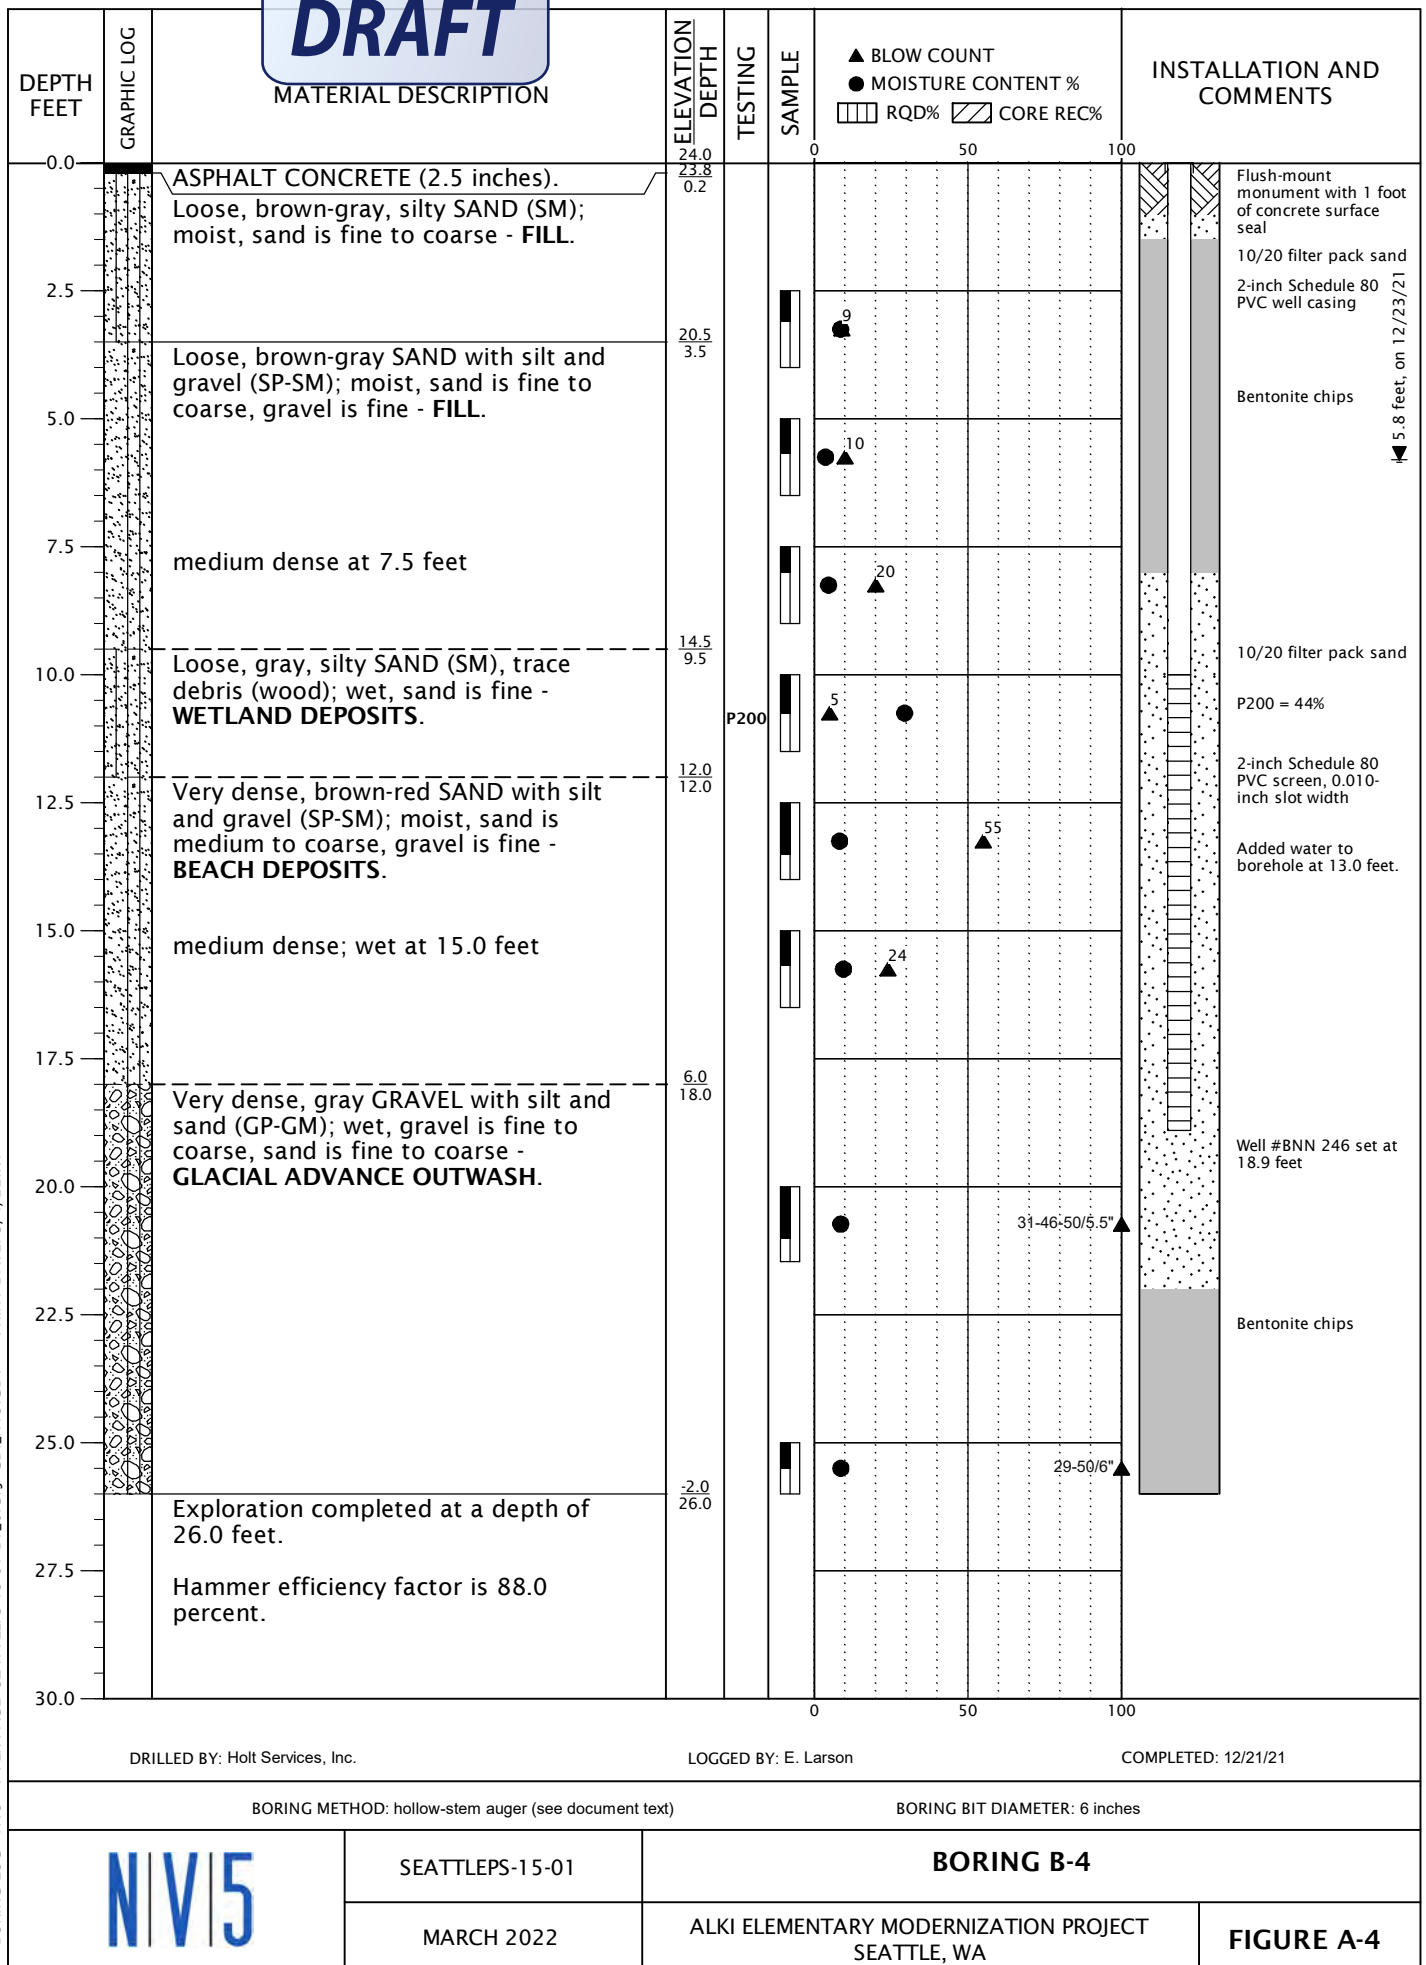 DRAFT
DEPTH
FEET
GRAPHIC LOG
MATERIAL DESCRIPTION
ELEVATION
DEPTH
TESTING
SAMPLE
▲ BLOW COUNT
● MOISTURE CONTENT %
RQD% CORE REC%
INSTALLATION AND
COMMENTS
0 50 100
0.0
24.0
23.8
0.2
ASPHALT CONCRETE (2.5 inches).
Loose, brown-gray, silty SAND (SM);
moist, sand is fine to coarse - FILL.
Flush-mount
monument with 1 foot
of concrete surface
seal
10/20 filter pack sand
2.5
9
2-inch Schedule 80
PVC well casing
20.5
3.5
Loose, brown-gray SAND with silt and
gravel (SP-SM); moist, sand is fine to
coarse, gravel is fine - FILL.
Bentonite chips
5.8 feet, on 12/23/21
5.0
10
7.5
medium dense at 7.5 feet
20
14.5
9.5
Loose, gray, silty SAND (SM), trace
debris (wood); wet, sand is fine -
WETLAND DEPOSITS.
10/20 filter pack sand
10.0
P200
5
P200 = 44%
12.0
12.0
2-inch Schedule 80
PVC screen, 0.010-
inch slot width
12.5
Very dense, brown-red SAND with silt
and gravel (SP-SM); moist, sand is
medium to coarse, gravel is fine -
BEACH DEPOSITS.
55
Added water to
borehole at 13.0 feet.
15.0
medium dense; wet at 15.0 feet
24
17.5
6.0
18.0
Very dense, gray GRAVEL with silt and
sand (GP-GM); wet, gravel is fine to
coarse, sand is fine to coarse -
GLACIAL ADVANCE OUTWASH.
Well #BNN 246 set at
18.9 feet
20.0
31-46-50/5.5"
22.5
Bentonite chips
25.0
29-50/6"
-2.0
26.0
Exploration completed at a depth of
26.0 feet.
27.5
Hammer efficiency factor is 88.0
percent.
30.0
0 50 100
DRILLED BY: Holt Services, Inc.
LOGGED BY: E. Larson
COMPLETED: 12/21/21
BORING METHOD: hollow-stem auger (see document text)
BORING BIT DIAMETER: 6 inches
N|V|5
SEATTLEPS-15-01
BORING B-4
MARCH 2022
ALKI ELEMENTARY MODERNIZATION PROJECT
SEATTLE, WA
FIGURE A-4